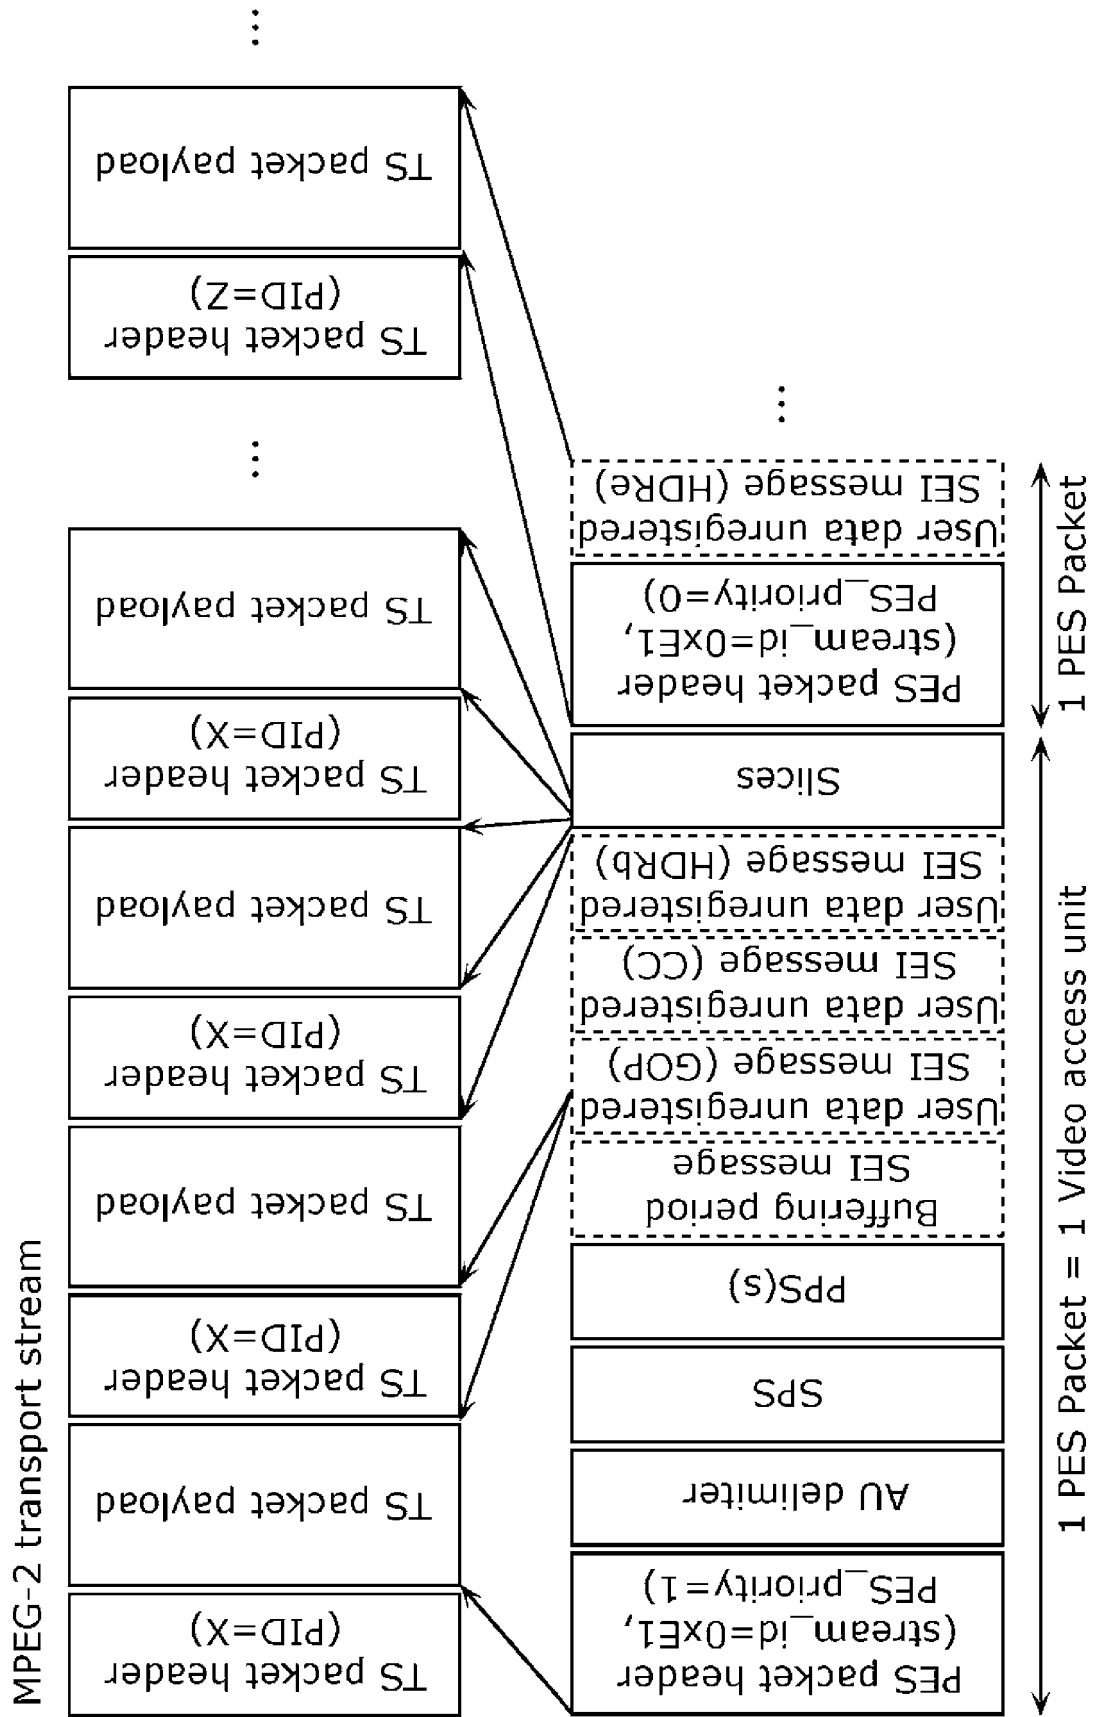 MPEG-2 transport stream
TS packet header
(PID=X)
TS packet payload
TS packet header
(PID=X)
TS packet payload
TS packet header
(PID=X)
TS packet payload
TS packet header
(PID=X)
TS packet payload
...
TS packet header
(PID=Z)
TS packet payload
...
PES packet header
(stream_id=0xE1,
PES_priority=1)
AU delimiter
SPS
PPS(s)
Buffering period
SEI message
User data unregistered
SEI message (GOP)
User data unregistered
SEI message (CC)
User data unregistered
SEI message (HDRb)
Slices
PES packet header
(stream_id=0xE1,
PES_priority=0)
User data unregistered
SEI message (HDRe)
...
1 PES Packet = 1 Video access unit
1 PES Packet